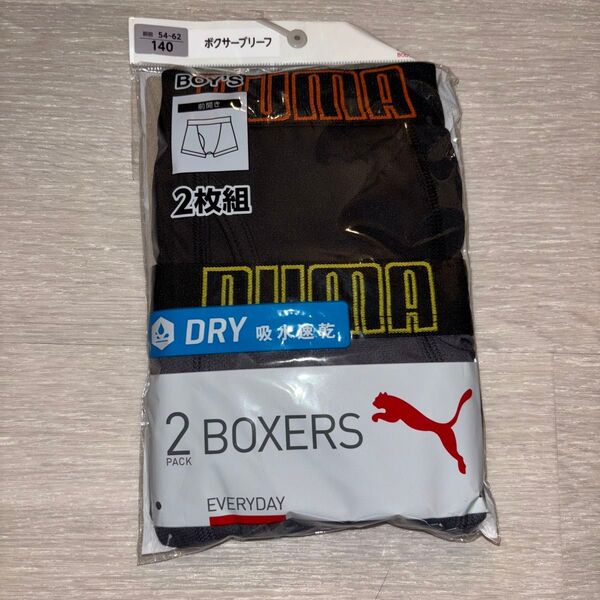 胴囲 54~62
140
ボクサーブリーフ
BOY'S
PUMA
前開き
2枚組
PUMA
DRY 吸水速乾
2 BOXERS
PACK
EVERYDAY